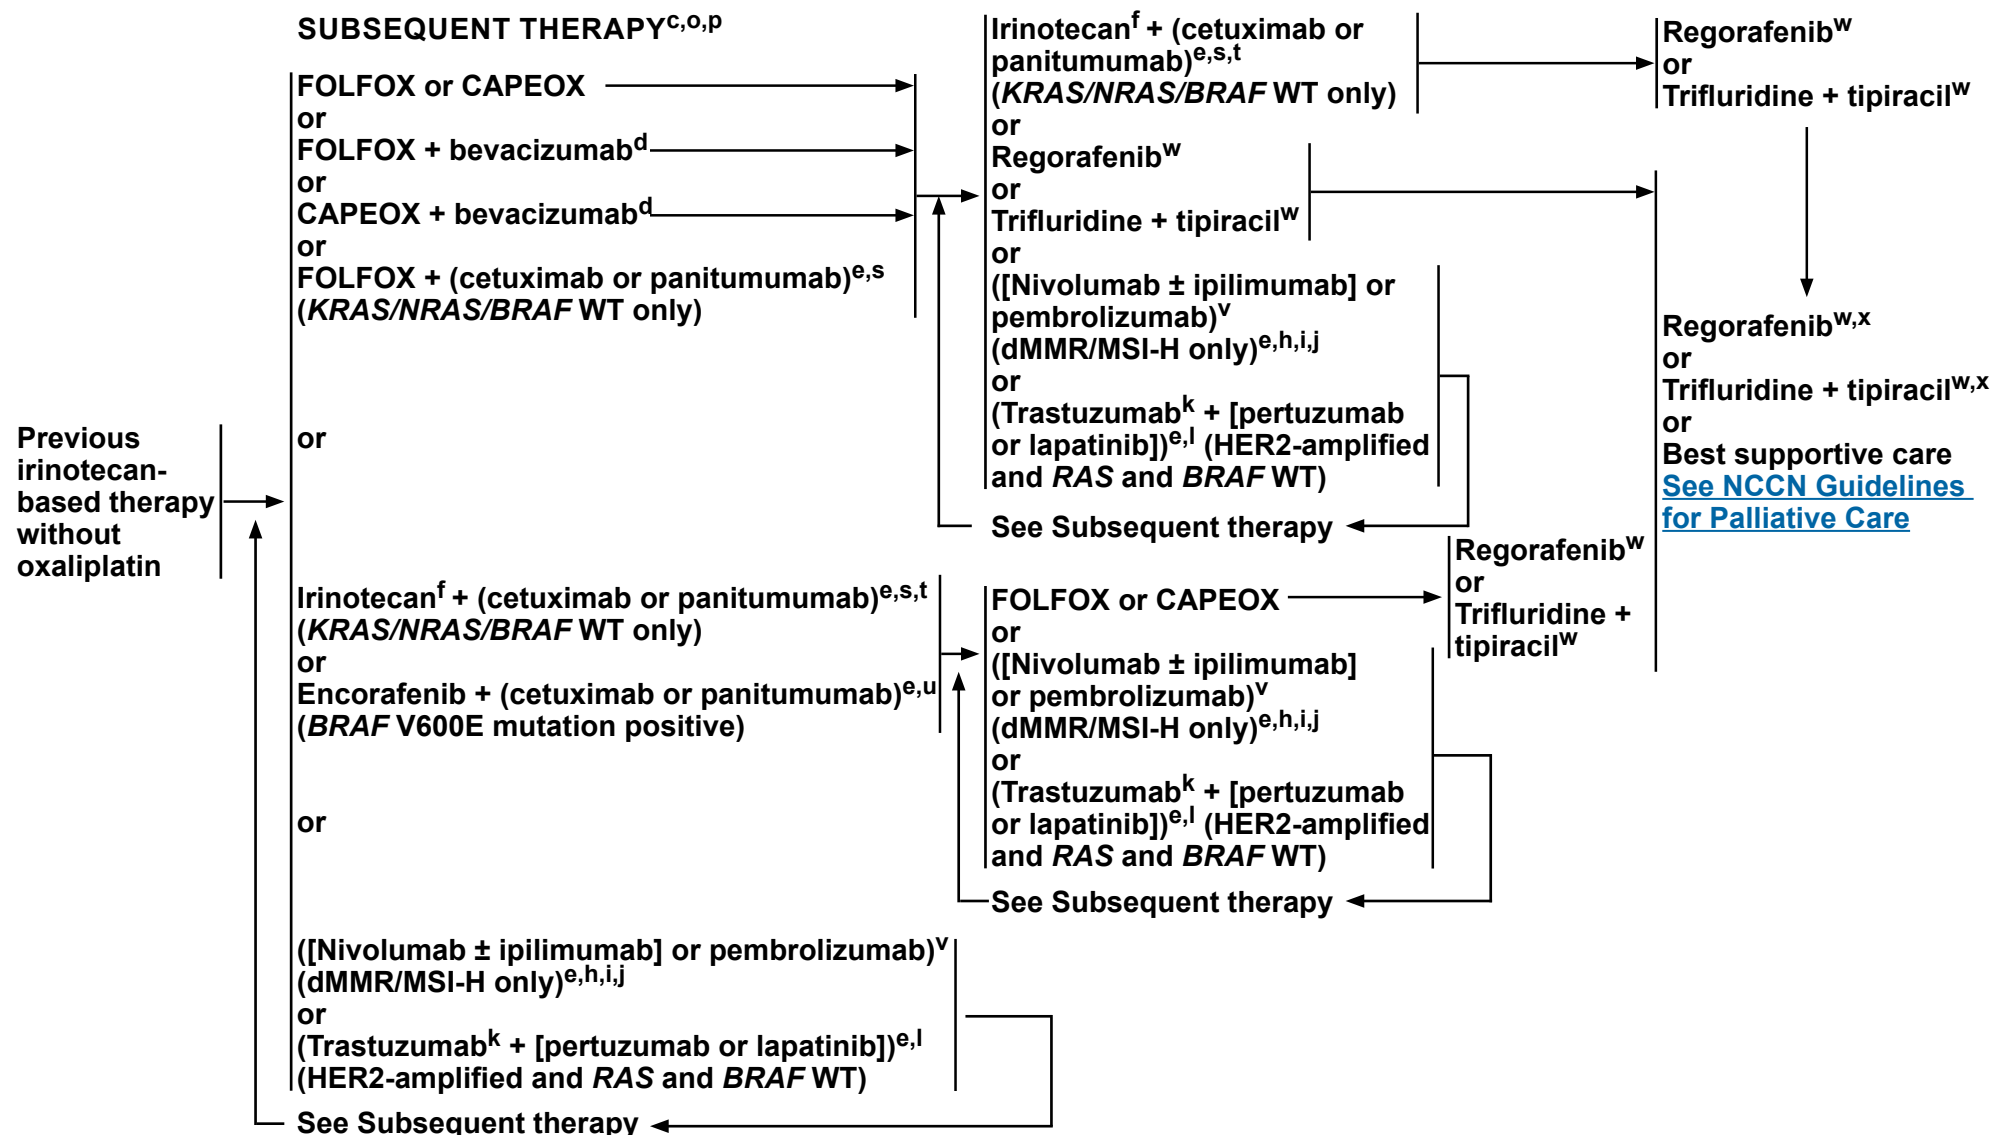 SUBSEQUENT THERAPYc,o,p
Previous
irinotecan-
based therapy
without
oxaliplatin
FOLFOX or CAPEOX
or
FOLFOX + bevacizumabd
or
CAPEOX + bevacizumabd
or
FOLFOX + (cetuximab or panitumumab)e,s
(KRAS/NRAS/BRAF WT only)
or
Irinotecanf + (cetuximab or panitumumab)e,s,t
(KRAS/NRAS/BRAF WT only)
or
Encorafenib + (cetuximab or panitumumab)e,u
(BRAF V600E mutation positive)
or
([Nivolumab ± ipilimumab] or pembrolizumab)v
(dMMR/MSI-H only)e,h,i,j
or
(Trastuzumabk + [pertuzumab or lapatinib])e,l
(HER2-amplified and RAS and BRAF WT)
See Subsequent therapy
Irinotecanf + (cetuximab or
panitumumab)e,s,t
(KRAS/NRAS/BRAF WT only)
or
Regorafenibw
or
Trifluridine + tipiracilw
or
([Nivolumab ± ipilimumab] or
pembrolizumab)v
(dMMR/MSI-H only)e,h,i,j
or
(Trastuzumabk + [pertuzumab
or lapatinib])e,l (HER2-amplified
and RAS and BRAF WT)
See Subsequent therapy
FOLFOX or CAPEOX
or
([Nivolumab ± ipilimumab]
or pembrolizumab)v
(dMMR/MSI-H only)e,h,i,j
or
(Trastuzumabk + [pertuzumab
or lapatinib])e,l (HER2-amplified
and RAS and BRAF WT)
See Subsequent therapy
Regorafenibw
or
Trifluridine +
tipiracilw
Regorafenibw
or
Trifluridine + tipiracilw
Regorafenibw,x
or
Trifluridine + tipiracilw,x
or
Best supportive care
See NCCN Guidelines
for Palliative Care